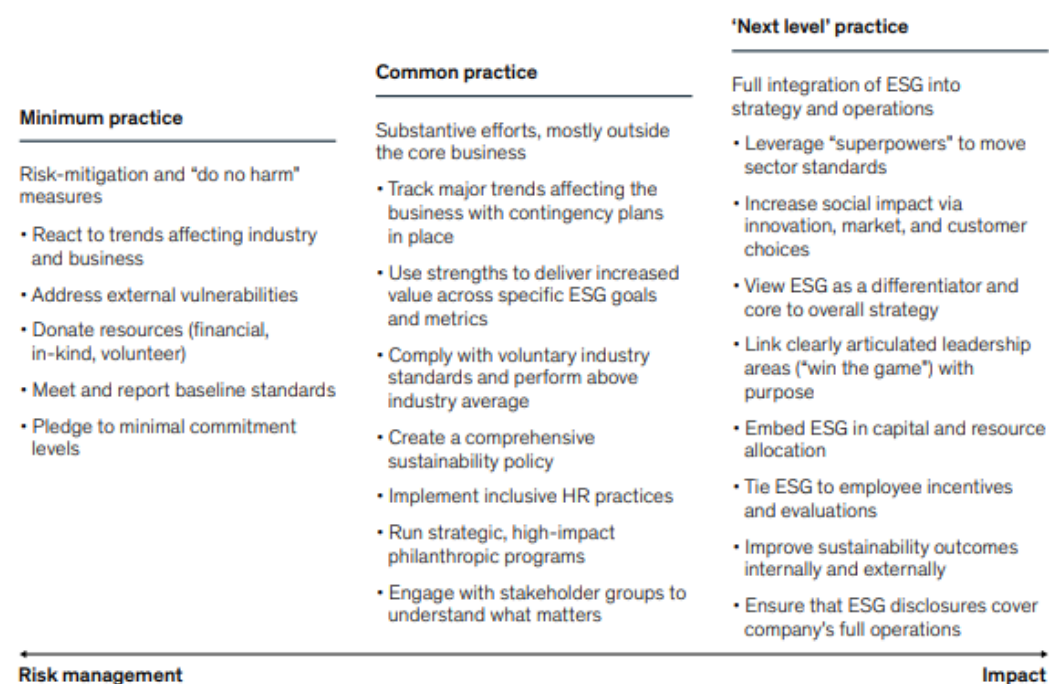 Minimum practice
Risk-mitigation and “do no harm”
measures
• React to trends affecting industry
and business
• Address external vulnerabilities
• Donate resources (financial,
in-kind, volunteer)
• Meet and report baseline standards
• Pledge to minimal commitment
levels
Common practice
Substantive efforts, mostly outside
the core business
• Track major trends affecting the
business with contingency plans
in place
• Use strengths to deliver increased
value across specific ESG goals
and metrics
• Comply with voluntary industry
standards and perform above
industry average
• Create a comprehensive
sustainability policy
• Implement inclusive HR practices
• Run strategic, high-impact
philanthropic programs
• Engage with stakeholder groups to
understand what matters
‘Next level’ practice
Full integration of ESG into
strategy and operations
• Leverage “superpowers” to move
sector standards
• Increase social impact via
innovation, market, and customer
choices
• View ESG as a differentiator and
core to overall strategy
• Link clearly articulated leadership
areas (“win the game”) with
purpose
• Embed ESG in capital and resource
allocation
• Tie ESG to employee incentives
and evaluations
• Improve sustainability outcomes
internally and externally
• Ensure that ESG disclosures cover
company’s full operations
Risk management
Impact